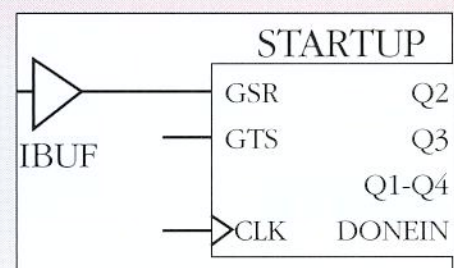 STARTUP
IBUF
GSR Q2
GTS Q3
Q1-Q4
CLK DONEIN